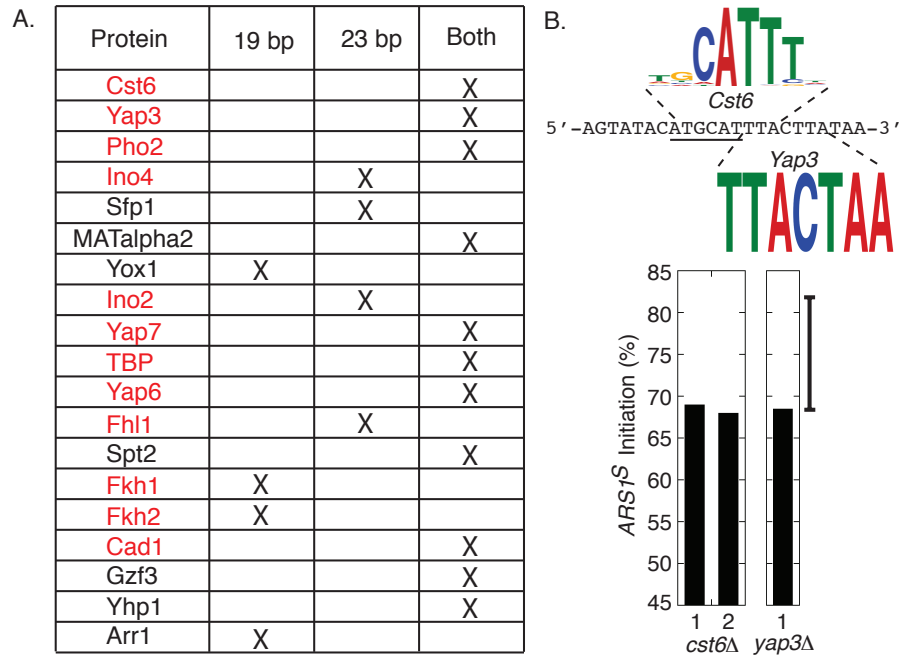 A.
Protein 19 bp 23 bp Both
Cst6 X
Yap3 X
Pho2 X
Ino4 X
Sfp1 X
MATalpha2 X
Yox1 X
Ino2 X
Yap7 X
TBP X
Yap6 X
Fhl1 X
Spt2 X
Fkh1 X
Fkh2 X
Cad1 X
Gzf3 X
Yhp1 X
Arr1 X
B.
TGCATTT
Cst6
5’-AGTATACATGCATTTACTTATAA-3’
Yap3
TTACTAA
ARS1S Initiation (%)
85
80
75
70
65
60
55
50
45
1 2 1
cst6Δ yap3Δ